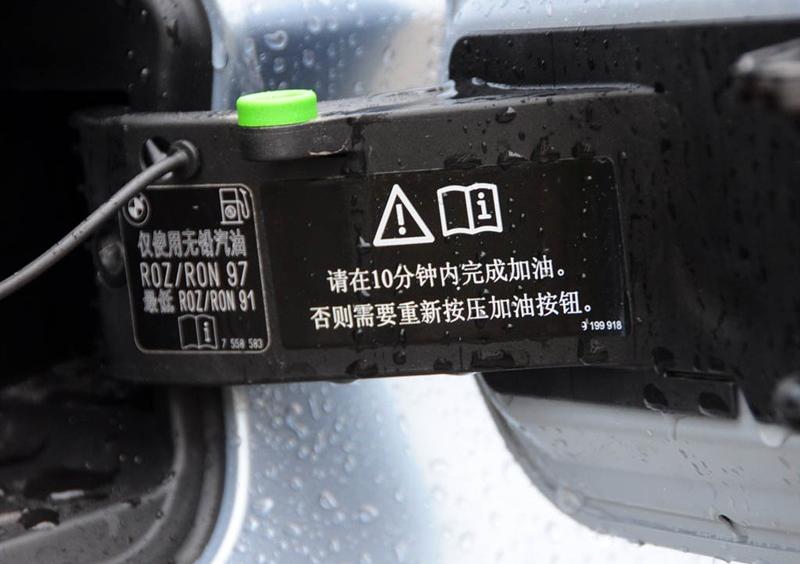 仅使用无铅汽油
ROZ/RON 97
最低 ROZ/RON 91
7 550 503
请在10分钟内完成加油。
否则需要重新按压加油按钮。
9 199 918